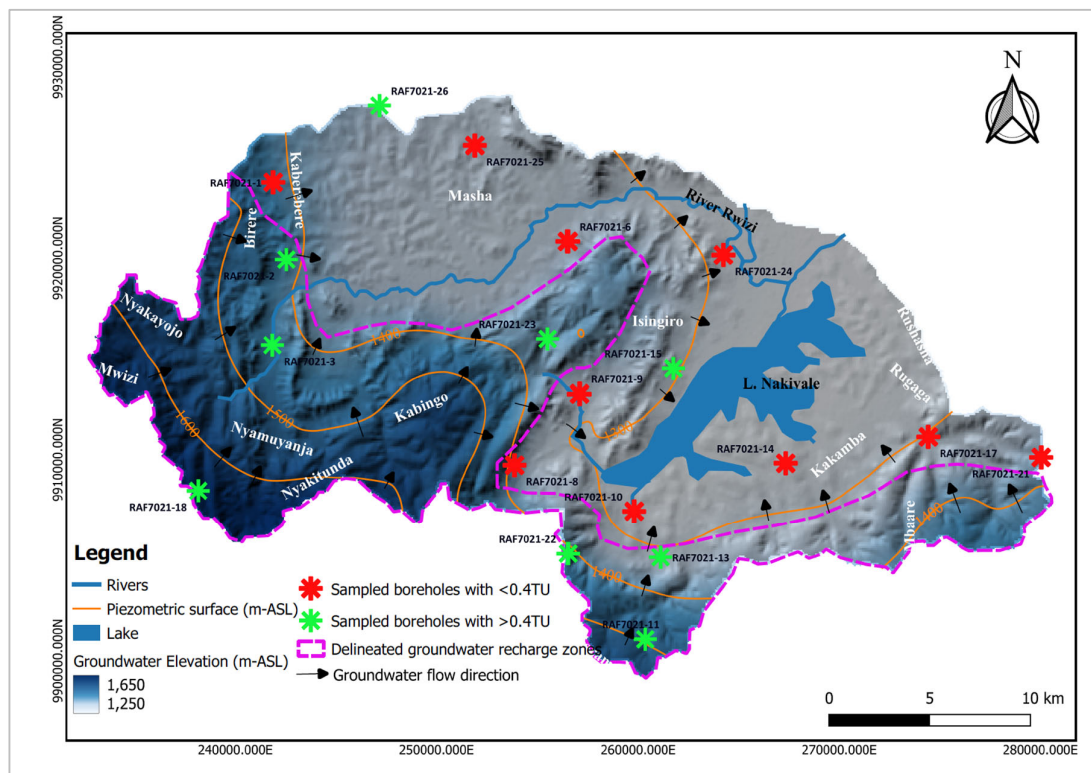 9930000.000N
9920000.000N
9910000.000N
9900000.000N
N
RAF7021-26
RAF7021-25
RAF7021-1
Kaberebere
Masha
Birere
River Rwizi
RAF7021-6
RAF7021-2
RAF7021-24
Nyakayojo
RAF7021-23
Isingiro
0
1400
RAF7021-3
RAF7021-15
Rushasha
Mwizi
RAF7021-9
L. Nakivale
Rugaga
1500
Kabingo
1600
Nyamuyanja
RAF7021-14
Kakamba
RAF7021-17
Nyakitunda
RAF7021-8
RAF7021-21
RAF7021-18
RAF7021-10
1400
Ibaare
RAF7021-22
RAF7021-13
1400
RAF7021-11
Legend
Rivers
Piezometric surface (m-ASL)
Lake
Groundwater Elevation (m-ASL)
1,650
1,250
Sampled boreholes with <0.4TU
Sampled boreholes with >0.4TU
Delineated groundwater recharge zones
Groundwater flow direction
0 5 10 km
240000.000E 250000.000E 260000.000E 270000.000E 280000.000E